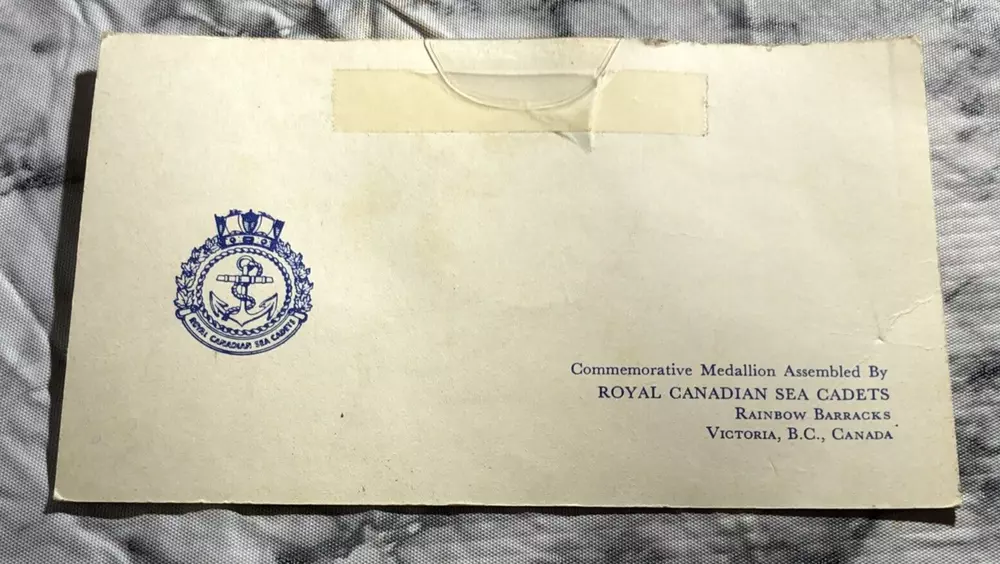 ROYAL CANADIAN SEA CADETS
Commemorative Medallion Assembled By
ROYAL CANADIAN SEA CADETS
RAINBOW BARRACKS
VICTORIA, B.C., CANADA